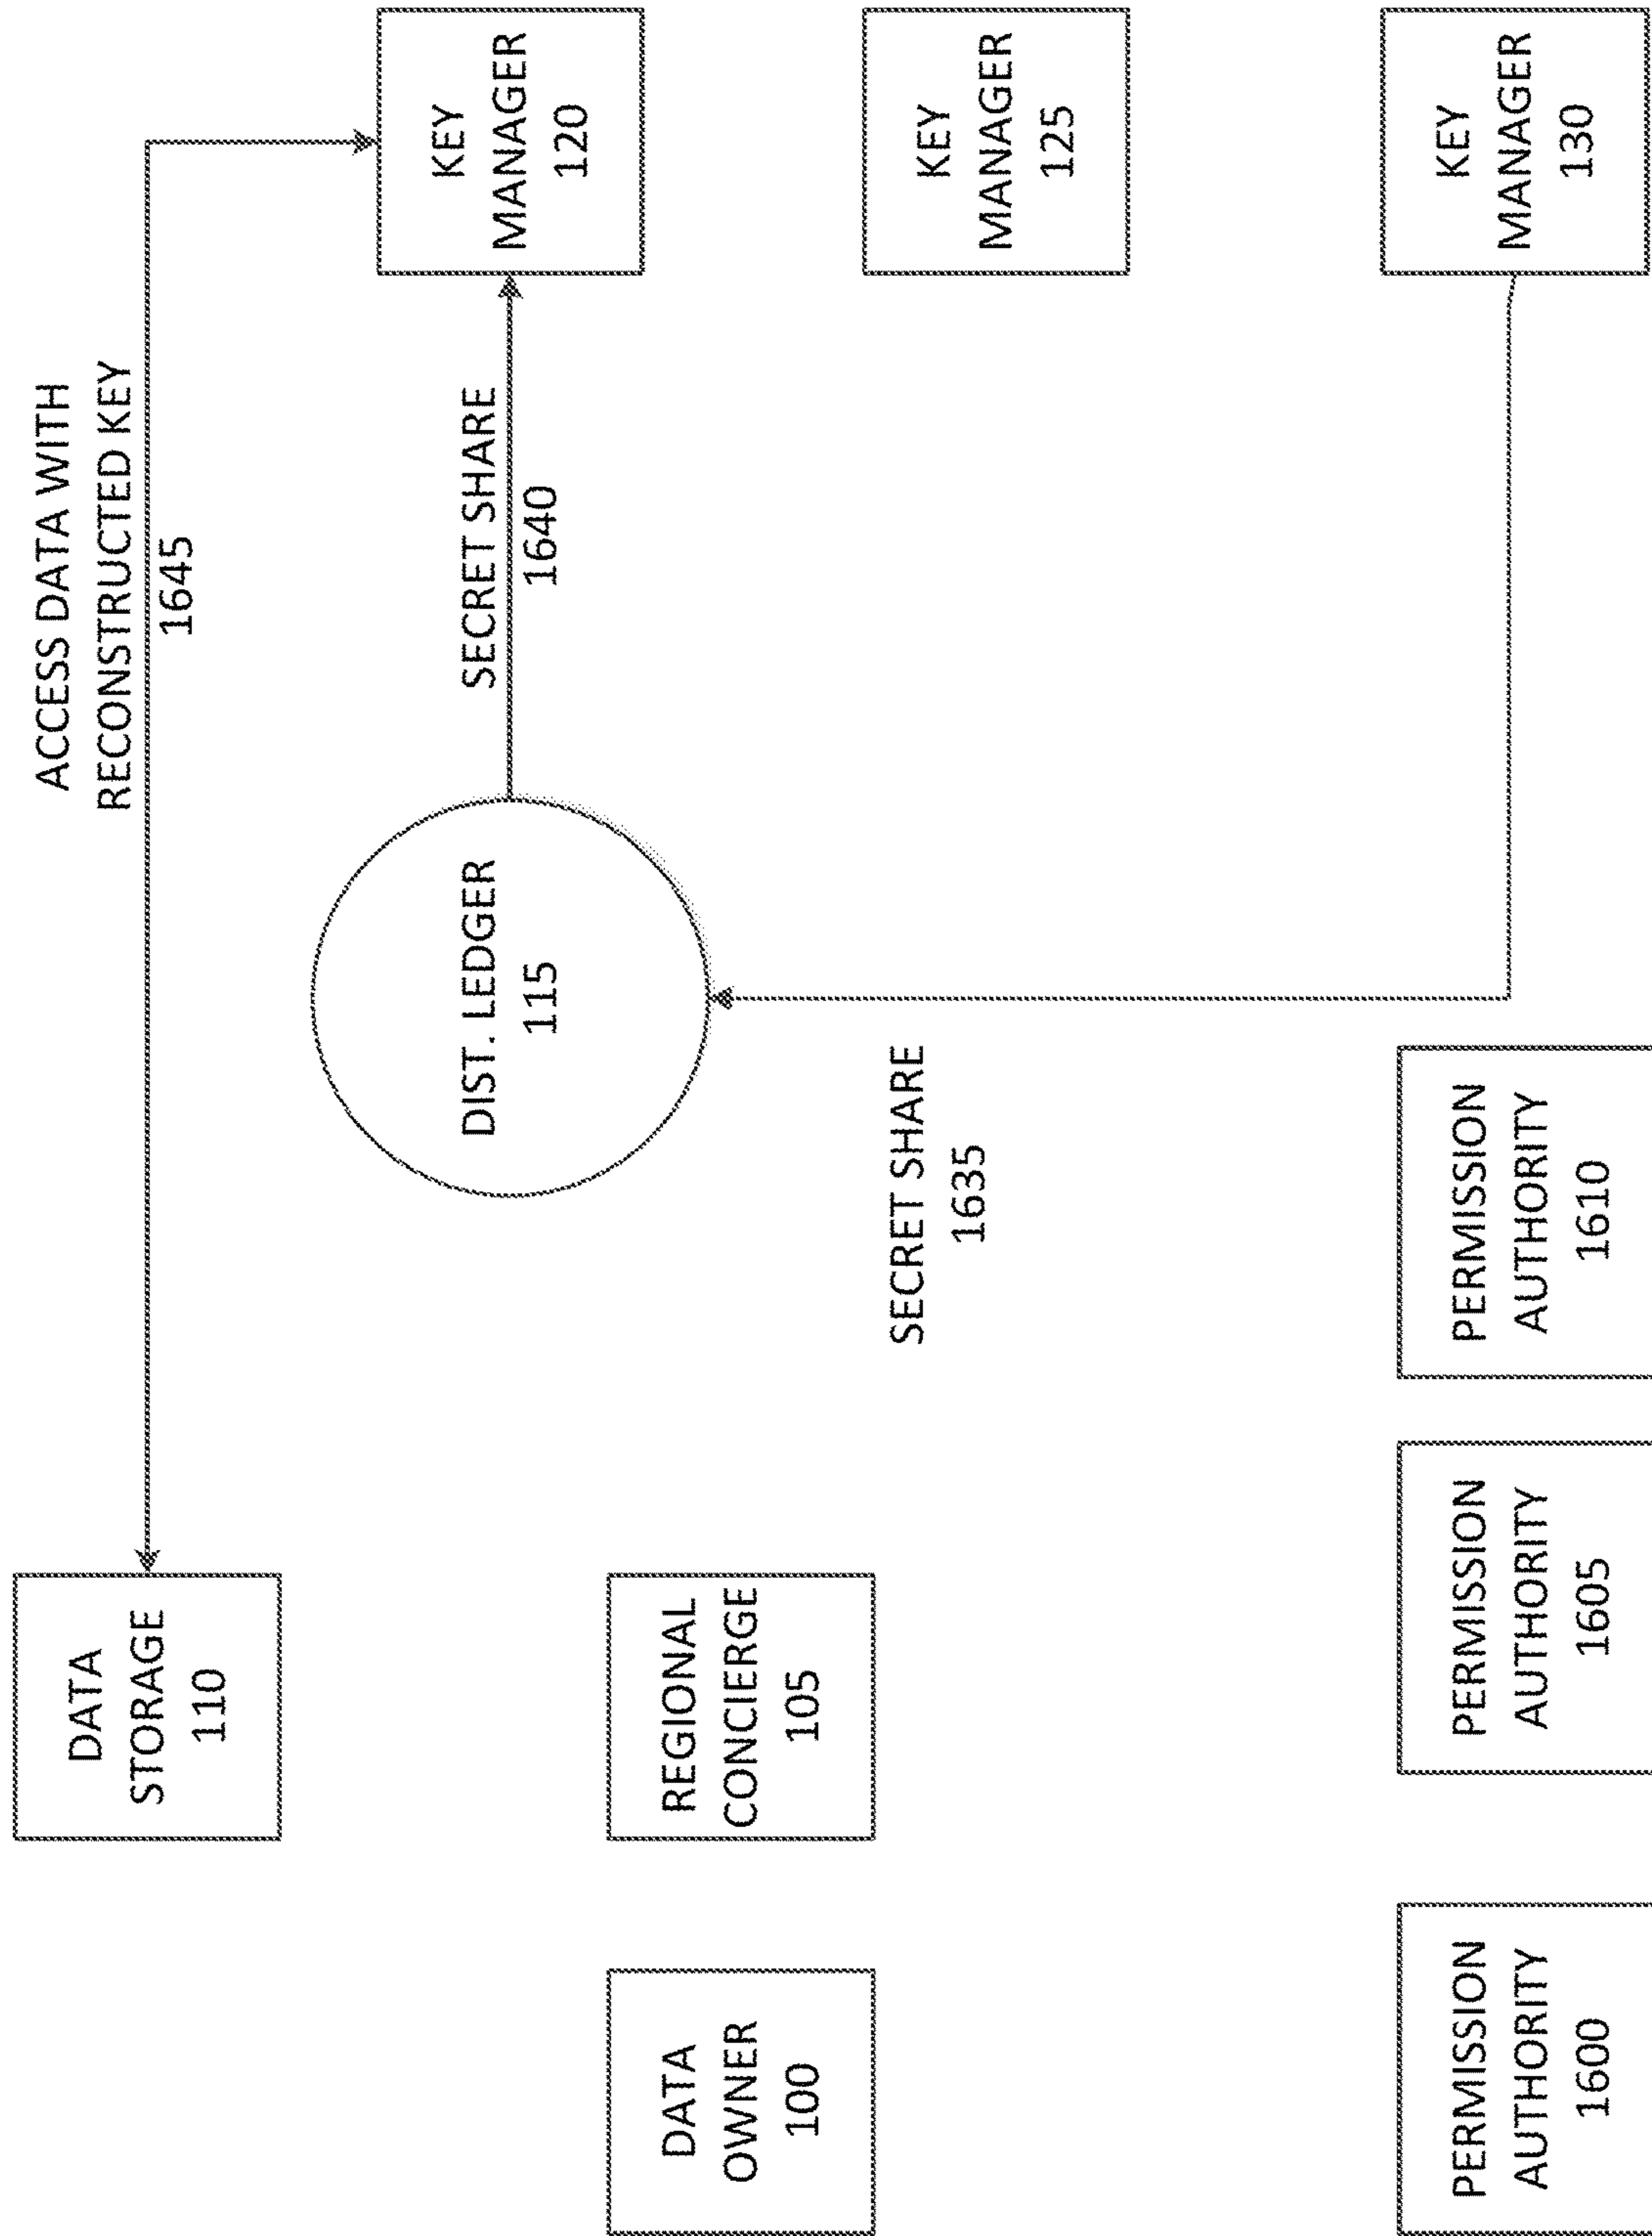 ACCESS DATA WITH
RECONSTRUCTED KEY
1645
DATA
STORAGE
110
KEY
MANAGER
120
SECRET SHARE
1640
DIST. LEDGER
115
DATA
OWNER
100
REGIONAL
CONCIERGE
105
SECRET SHARE
1635
KEY
MANAGER
125
PERMISSION
AUTHORITY
1600
PERMISSION
AUTHORITY
1605
PERMISSION
AUTHORITY
1610
KEY
MANAGER
130